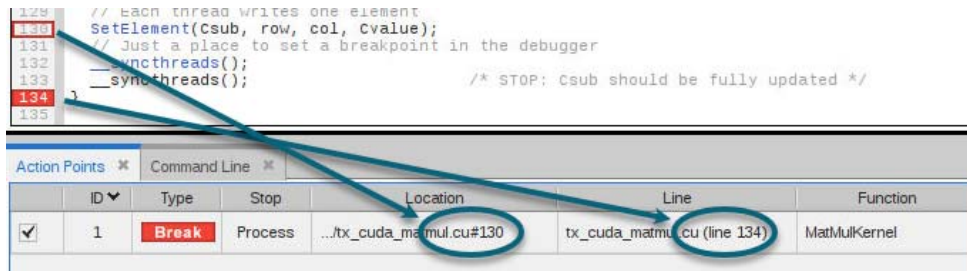 129 // Each thread writes one element
130 SetElement(Csub, row, col, Cvalue);
131 // Just a place to set a breakpoint in the debugger
132 __syncthreads();
133 __syncthreads(); /* STOP: Csub should be fully updated */
134 }
135
Action Points Command Line
ID Type Stop Location Line Function
1 Break Process .../tx_cuda_matmul.cu#130 tx_cuda_matmul.cu (line 134) MatMulKernel